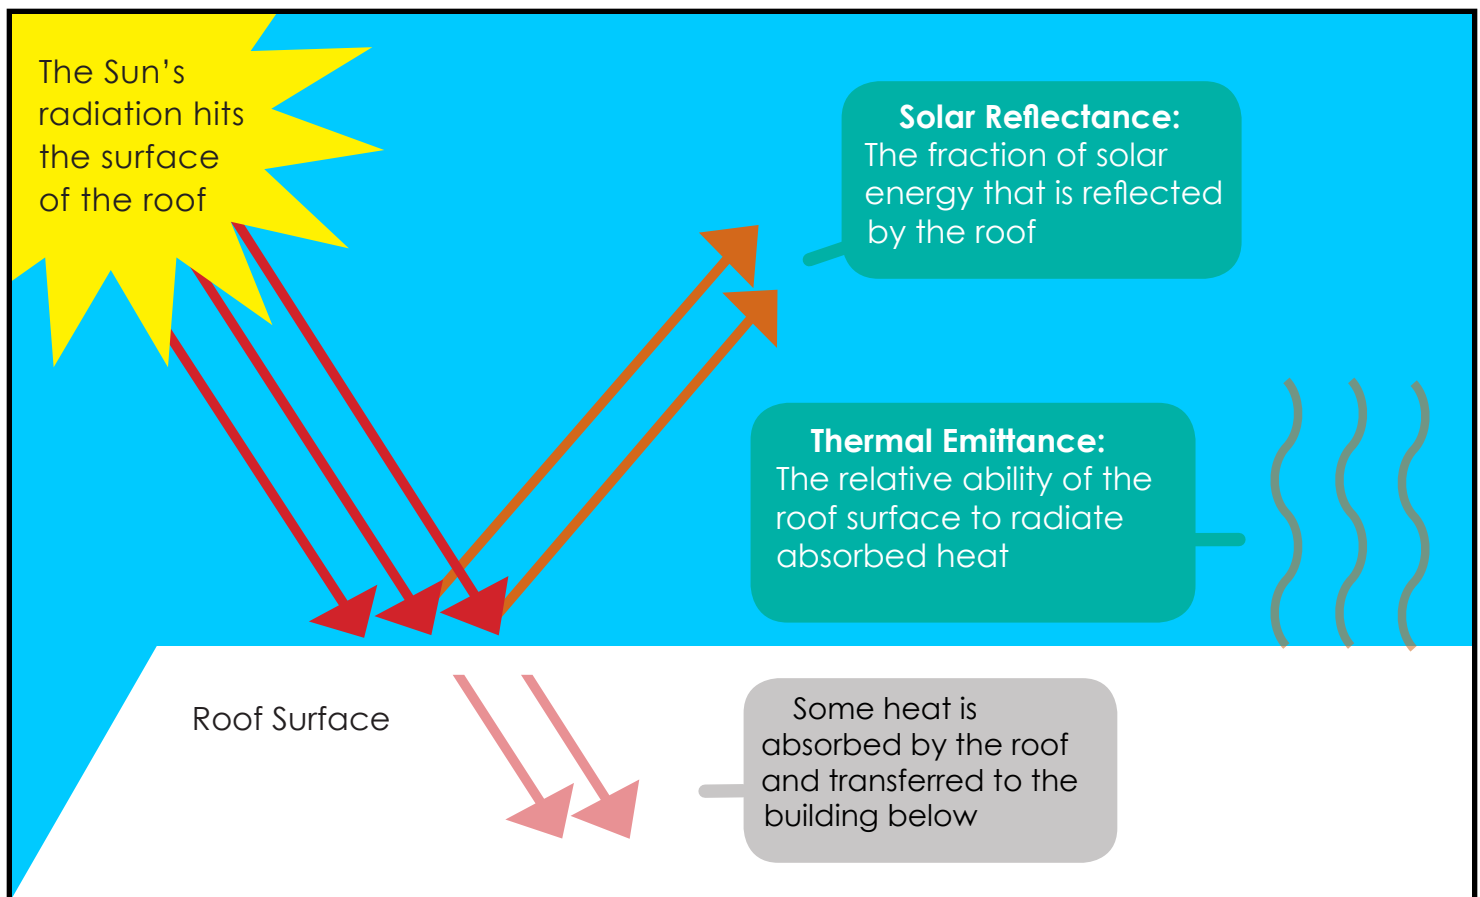 The Sun’s
radiation hits
the surface
of the roof
Solar Reflectance:
The fraction of solar
energy that is reflected
by the roof
Thermal Emittance:
The relative ability of the
roof surface to radiate
absorbed heat
Roof Surface
Some heat is
absorbed by the roof
and transferred to the
building below